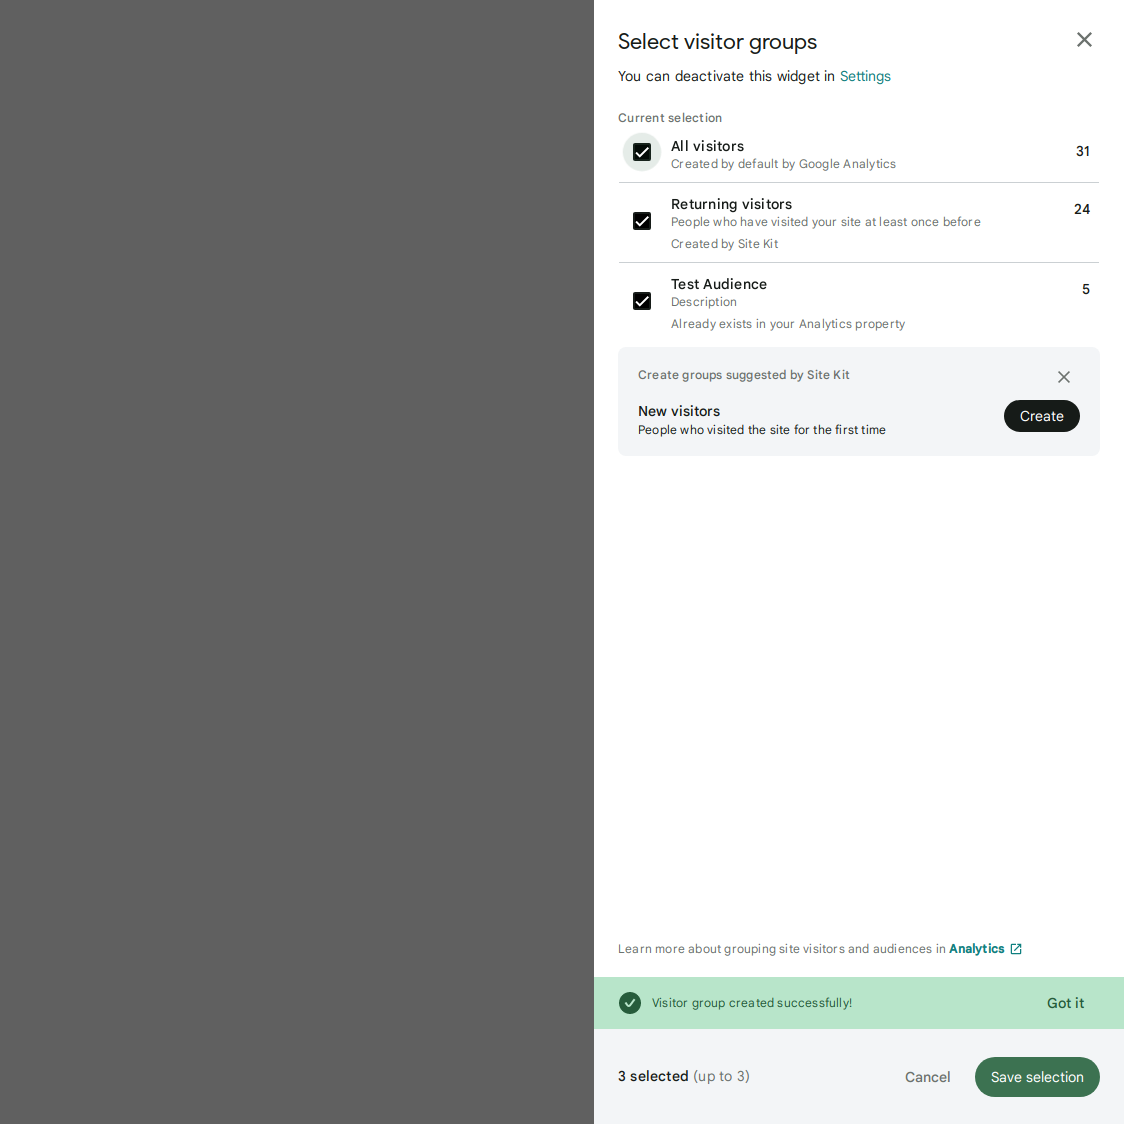 Select visitor groups
You can deactivate this widget in Settings
Current selection
All visitors
31
Created by default by Google Analytics
Returning visitors
24
People who have visited your site at least once before
Created by Site Kit
Test Audience
5
Description
Already exists in your Analytics property
Create groups suggested by Site Kit
New visitors
Create
People who visited the site for the first time
Learn more about grouping site visitors and audiences in Analytics
Visitor group created successfully!
Got it
3 selected (up to 3)
Cancel
Save selection